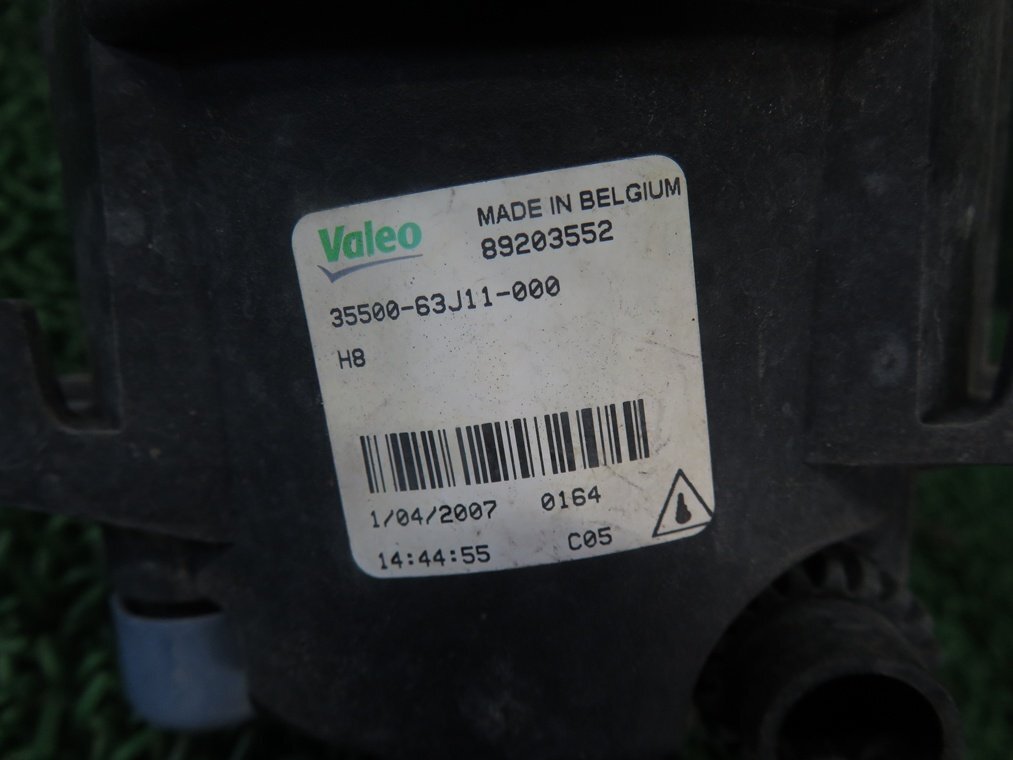 Valeo MADE IN BELGIUM
89203552
35500-63J11-000
H8
1/04/2007 0164
14:44:55 C05